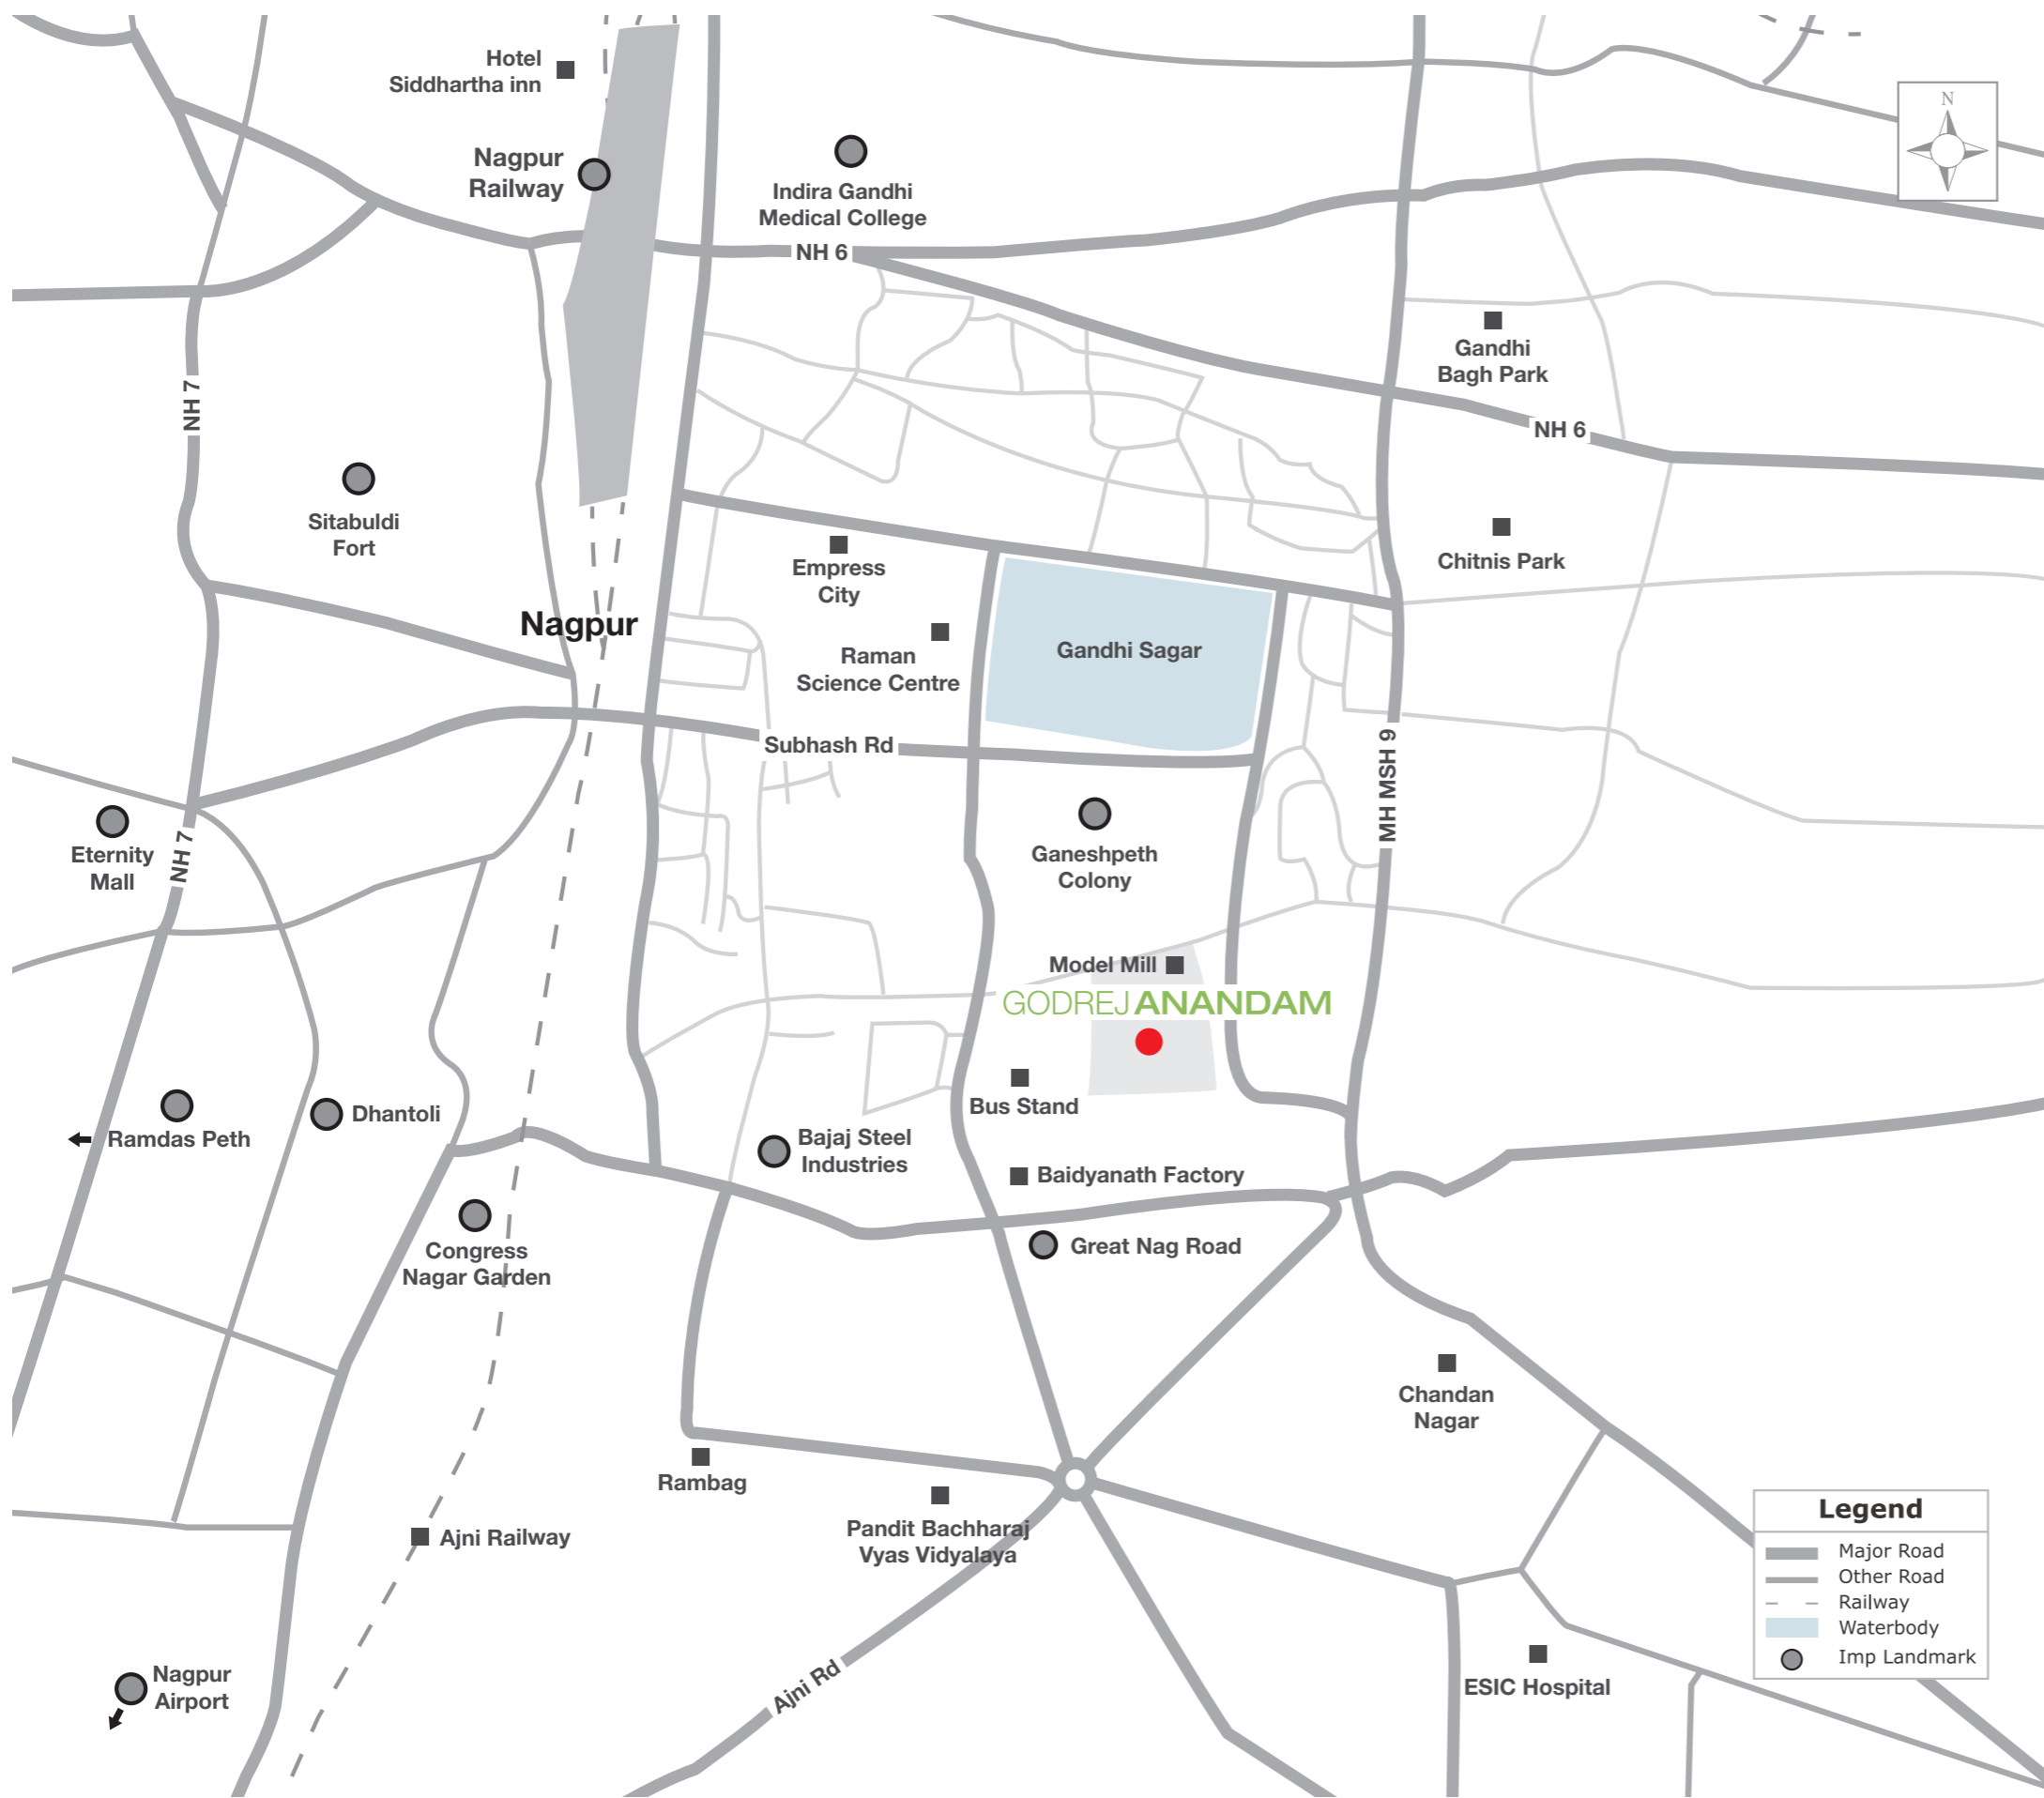 Hotel
Siddhartha inn
N
Nagpur
Railway
Indira Gandhi
Medical College
NH 6
Gandhi
Bagh Park
NH 7
NH 6
Sitabuldi
Fort
Empress
City
Chitnis Park
Nagpur
Raman
Science Centre
Gandhi Sagar
Subhash Rd
MH MSH 9
Eternity
Mall
NH 7
Ganeshpeth
Colony
Model Mill
GODREJ ANANDAM
Bus Stand
Ramdas Peth
Dhantoli
Bajaj Steel
Industries
Baidyanath Factory
Congress
Nagar Garden
Great Nag Road
Chandan
Nagar
Rambag
Pandit Bachharaj
Vyas Vidyalaya
Ajni Railway
Legend
Major Road
Other Road
Railway
Waterbody
Imp Landmark
Nagpur
Airport
Ajni Rd
ESIC Hospital